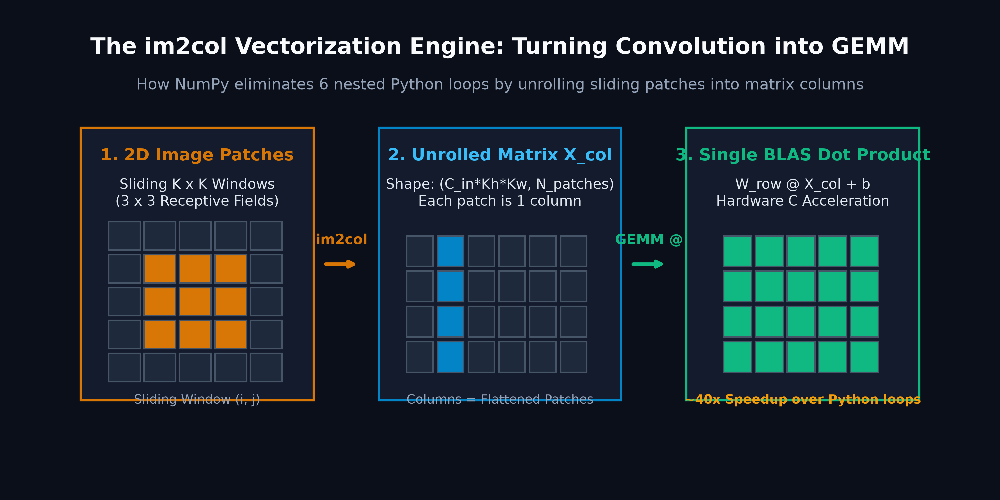 The im2col Vectorization Engine: Turning Convolution into GEMM
How NumPy eliminates 6 nested Python loops by unrolling sliding patches into matrix columns
1. 2D Image Patches
Sliding K x K Windows
(3 x 3 Receptive Fields)
Sliding Window (i, j)
im2col
2. Unrolled Matrix X_col
Shape: (C_in*Kh*Kw, N_patches)
Each patch is 1 column
Columns = Flattened Patches
GEMM @
3. Single BLAS Dot Product
W_row @ X_col + b
Hardware C Acceleration
~40x Speedup over Python loops